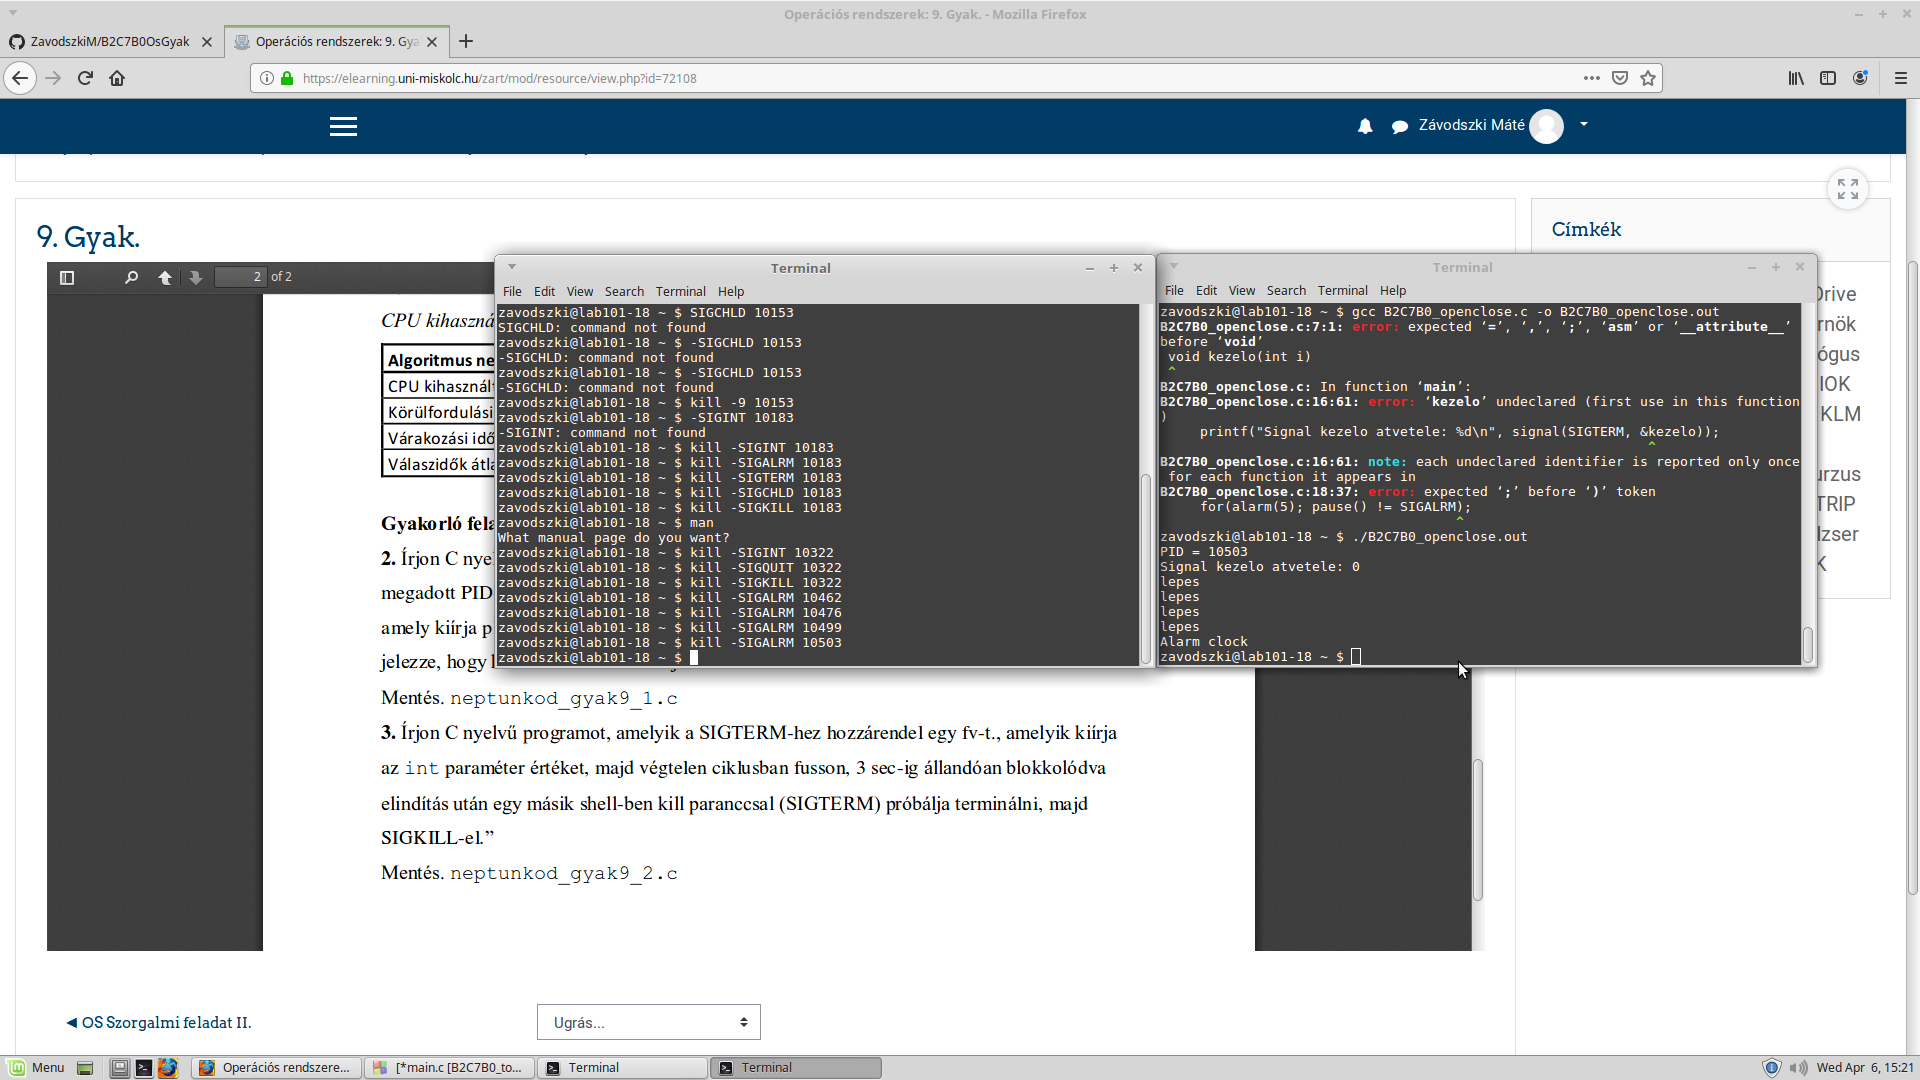 Operációs rendszerek: 9. Gyak. - Mozilla Firefox
ZavodszkiM/B2C7B0OsGyak
Operációs rendszerek: 9. Gya
https://elearning.uni-miskolc.hu/zart/mod/resource/view.php?id=72108
Závodszki Máté
9. Gyak.
Címkék
2 of 2
CPU kihaszná
Algoritmus ne
CPU kihasznált
Körülfordulási
Várakozási idő
Válaszidők átla
Gyakorló fela
2. Írjon C nye
megadott PID
amely kiírja p
jelezze, hogy
Mentés. neptunkod_gyak9_1.c
3. Írjon C nyelvű programot, amelyik a SIGTERM-hez hozzárendel egy fv-t., amelyik kiírja
az int paraméter értéket, majd végtelen ciklusban fusson, 3 sec-ig állandóan blokkolódva
elindítás után egy másik shell-ben kill paranccsal (SIGTERM) próbálja terminálni, majd
SIGKILL-el.”
Mentés. neptunkod_gyak9_2.c
Terminal
File Edit View Search Terminal Help
zavodszki@lab101-18 ~ $ SIGCHLD 10153
SIGCHLD: command not found
zavodszki@lab101-18 ~ $ -SIGCHLD 10153
-SIGCHLD: command not found
zavodszki@lab101-18 ~ $ -SIGCHLD 10153
-SIGCHLD: command not found
zavodszki@lab101-18 ~ $ kill -9 10153
zavodszki@lab101-18 ~ $ -SIGINT 10183
-SIGINT: command not found
zavodszki@lab101-18 ~ $ kill -SIGINT 10183
zavodszki@lab101-18 ~ $ kill -SIGALRM 10183
zavodszki@lab101-18 ~ $ kill -SIGTERM 10183
zavodszki@lab101-18 ~ $ kill -SIGCHLD 10183
zavodszki@lab101-18 ~ $ kill -SIGKILL 10183
zavodszki@lab101-18 ~ $ man
What manual page do you want?
zavodszki@lab101-18 ~ $ kill -SIGINT 10322
zavodszki@lab101-18 ~ $ kill -SIGQUIT 10322
zavodszki@lab101-18 ~ $ kill -SIGKILL 10322
zavodszki@lab101-18 ~ $ kill -SIGALRM 10462
zavodszki@lab101-18 ~ $ kill -SIGALRM 10476
zavodszki@lab101-18 ~ $ kill -SIGALRM 10499
zavodszki@lab101-18 ~ $ kill -SIGALRM 10503
zavodszki@lab101-18 ~ $
Terminal
File Edit View Search Terminal Help
zavodszki@lab101-18 ~ $ gcc B2C7B0_openclose.c -o B2C7B0_openclose.out
B2C7B0_openclose.c:7:1: error: expected ‘=’, ‘,’, ‘;’, ‘asm’ or ‘__attribute__’
before ‘void’
void kezelo(int i)
^
B2C7B0_openclose.c: In function ‘main’:
B2C7B0_openclose.c:16:61: error: ‘kezelo’ undeclared (first use in this function
)
printf("Signal kezelo atvetele: %d\n", signal(SIGTERM, &kezelo));
^
B2C7B0_openclose.c:16:61: note: each undeclared identifier is reported only once
for each function it appears in
B2C7B0_openclose.c:18:37: error: expected ‘;’ before ‘)’ token
for(alarm(5); pause() != SIGALRM);
^
zavodszki@lab101-18 ~ $ ./B2C7B0_openclose.out
PID = 10503
Signal kezelo atvetele: 0
lepes
lepes
lepes
lepes
Alarm clock
zavodszki@lab101-18 ~ $
Drive
rnök
ógus
IOK
KLM
urzus
TRIP
dzser
K
◄ OS Szorgalmi feladat II.
Ugrás...
Menu
Operációs rendszere...
[*main.c [B2C7B0_to...
Terminal
Terminal
Wed Apr 6, 15:21